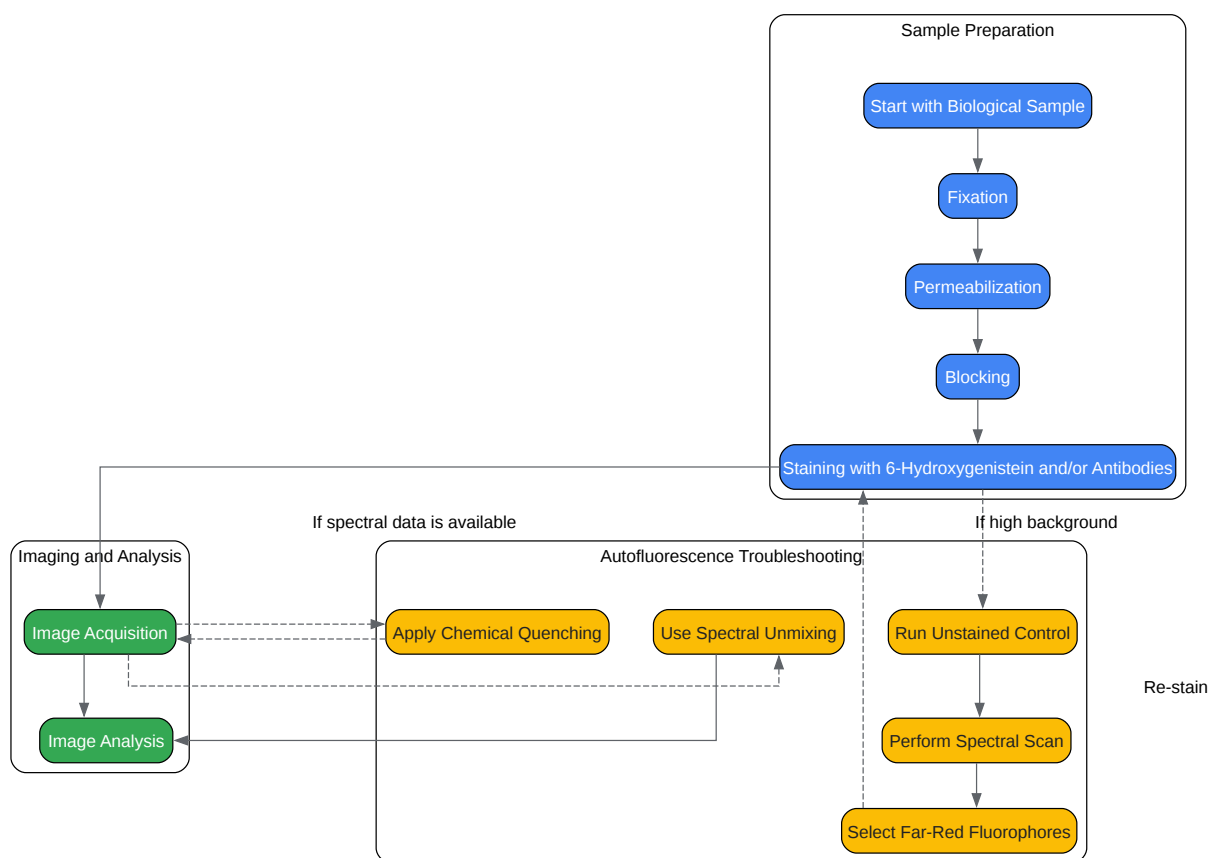 Sample Preparation
Start with Biological Sample
Fixation
Permeabilization
Blocking
Staining with 6-Hydroxygenistein and/or Antibodies
If spectral data is available
If high background
Imaging and Analysis
Autofluorescence Troubleshooting
Image Acquisition
Apply Chemical Quenching
Use Spectral Unmixing
Run Unstained Control
Re-stain
Image Analysis
Perform Spectral Scan
Select Far-Red Fluorophores